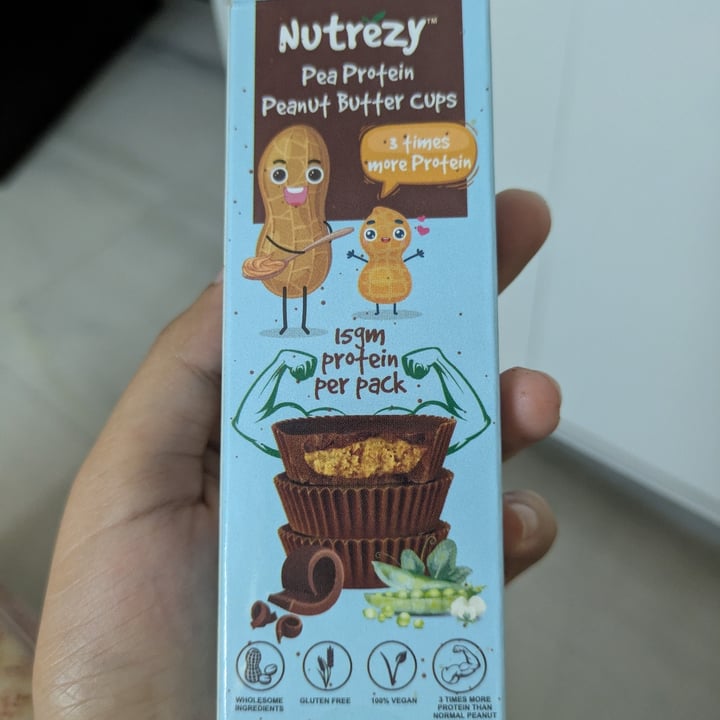 Nutrezy™
Pea Protein
Peanut Butter Cups
3 times
more Protein
15gm
protein
per pack
WHOLESOME
INGREDIENTS
GLUTEN FREE
100% VEGAN
3 TIMES MORE
PROTEIN THAN
NORMAL PEANUT